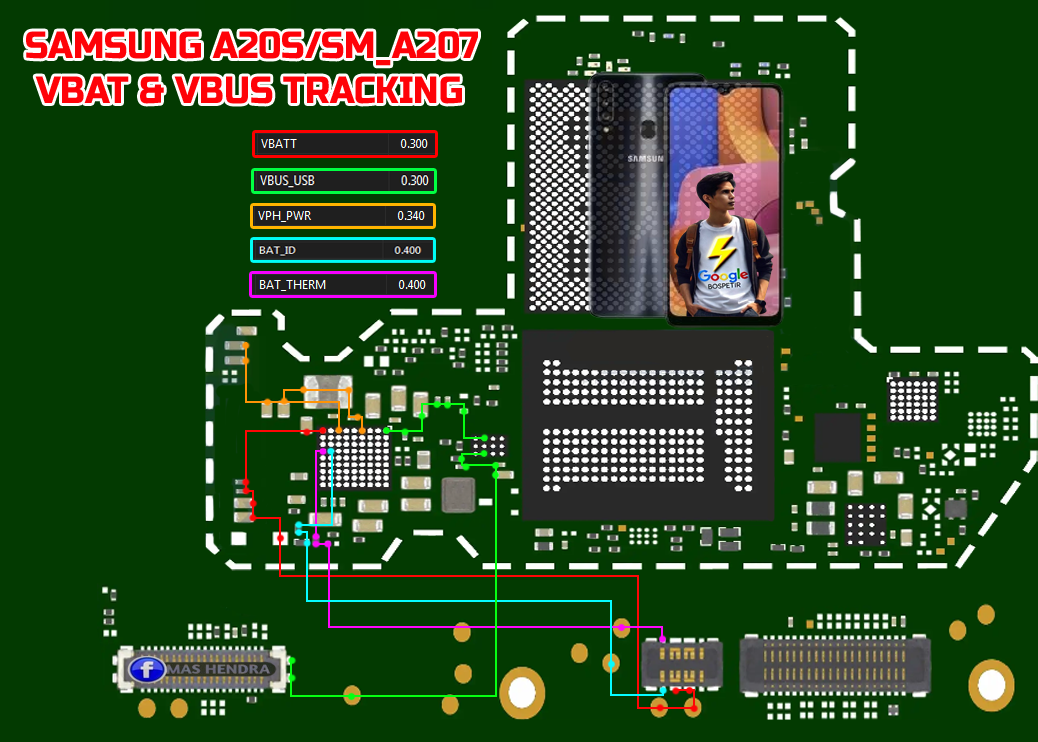 SAMSUNG A20S/SM_A207
VBAT & VBUS TRACKING
VBATT 0.300
VBUS_USB 0.300
VPH_PWR 0.340
BAT_ID 0.400
BAT_THERM 0.400
SAMSUN
Google
BOSPETIR
f MAS HENDRA